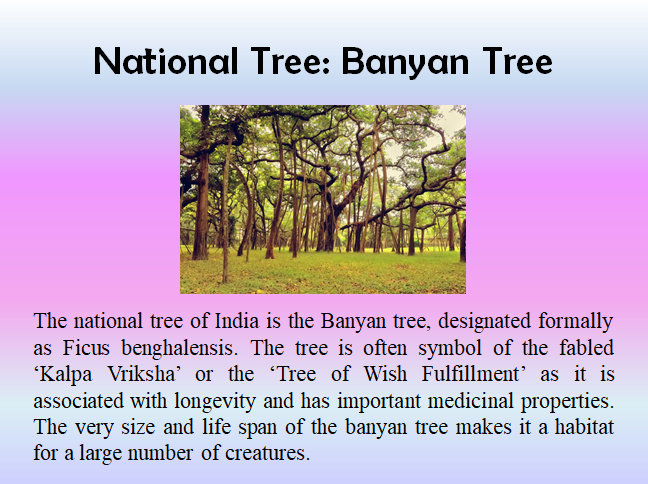 National Tree: Banyan Tree
The national tree of India is the Banyan tree, designated formally
as Ficus benghalensis. The tree is often symbol of the fabled
‘Kalpa Vriksha’ or the ‘Tree of Wish Fulfillment’ as it is
associated with longevity and has important medicinal properties.
The very size and life span of the banyan tree makes it a habitat
for a large number of creatures.